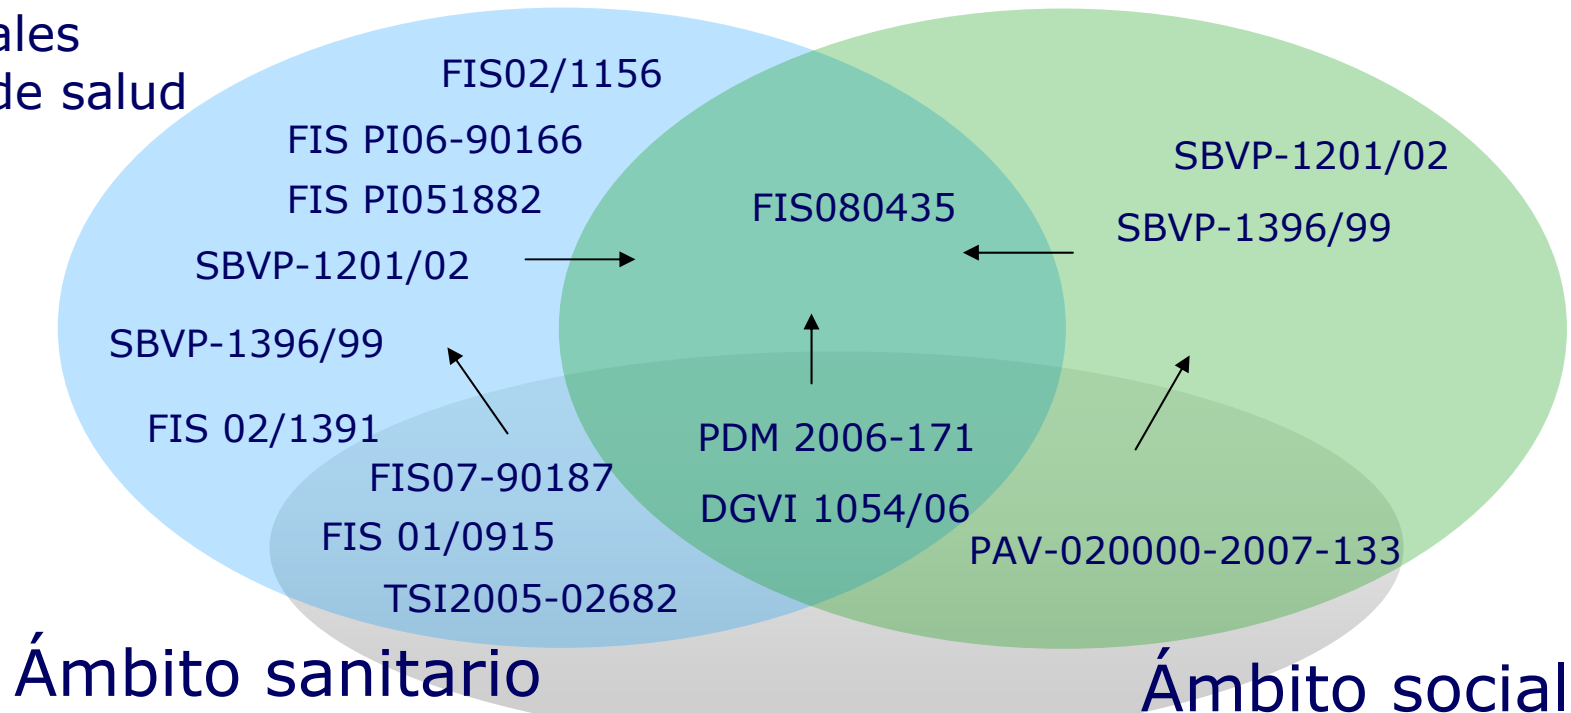 de salud
FIS02/1156
FIS PI06-90166
FIS PI051882
SBVP-1201/02
SBVP-1396/99
FIS 02/1391
FIS07-90187
FIS 01/0915
TSI2005-02682
FIS080435
PDM 2006-171
DGVI 1054/06
SBVP-1201/02
SBVP-1396/99
PAV-020000-2007-133
Ámbito sanitario
Ámbito social